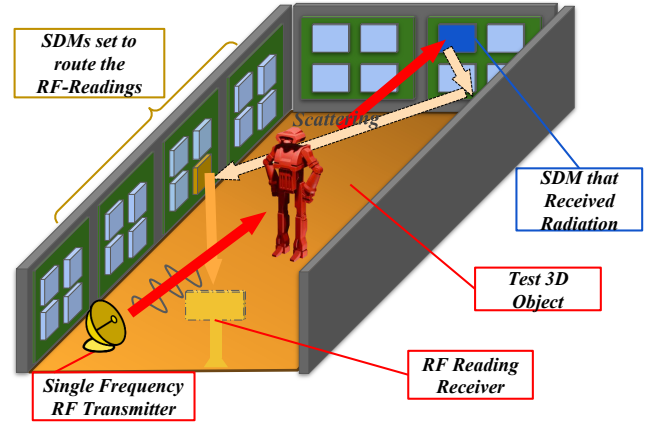 SDMs set to
route the
RF-Readings
Scattering
SDM that
Received
Radiation
Test 3D
Object
RF Reading
Receiver
Single Frequency
RF Transmitter